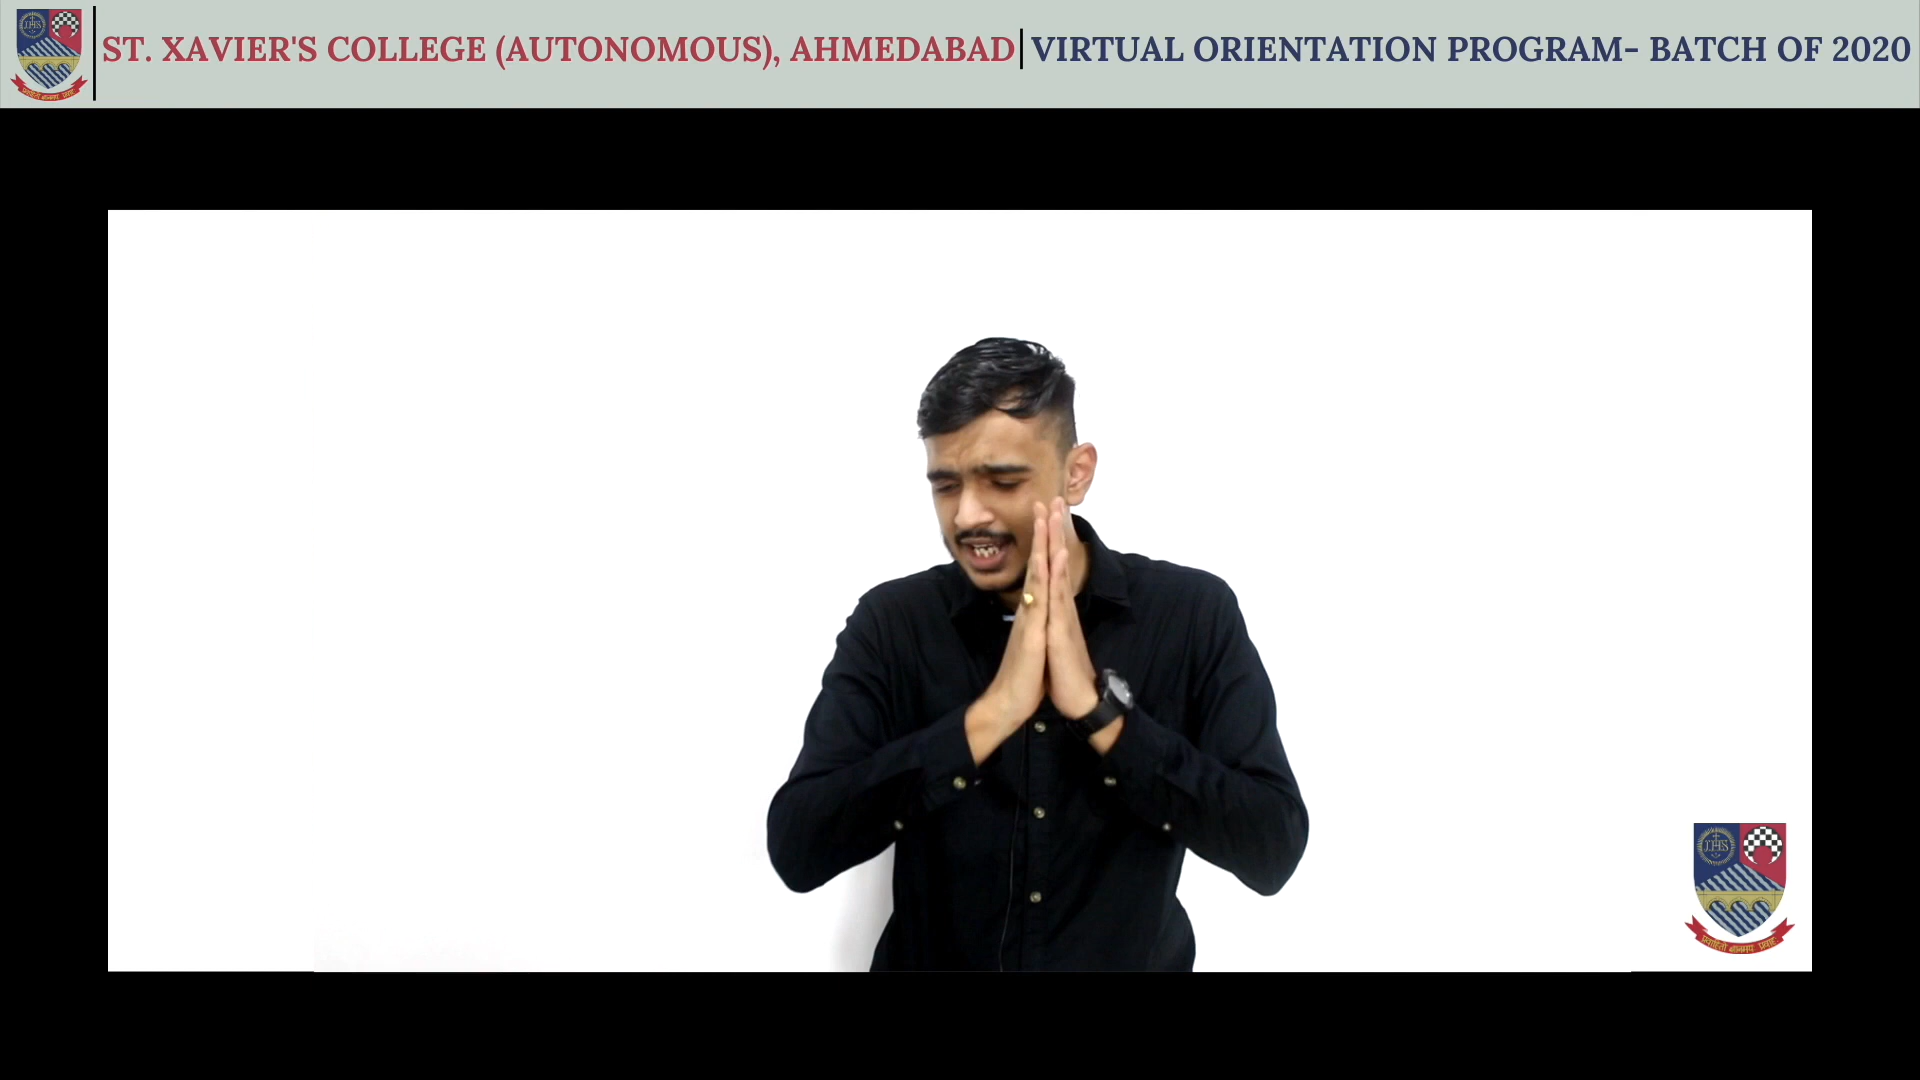 ST. XAVIER'S COLLEGE (AUTONOMOUS), AHMEDABAD VIRTUAL ORIENTATION PROGRAM- BATCH OF 2020